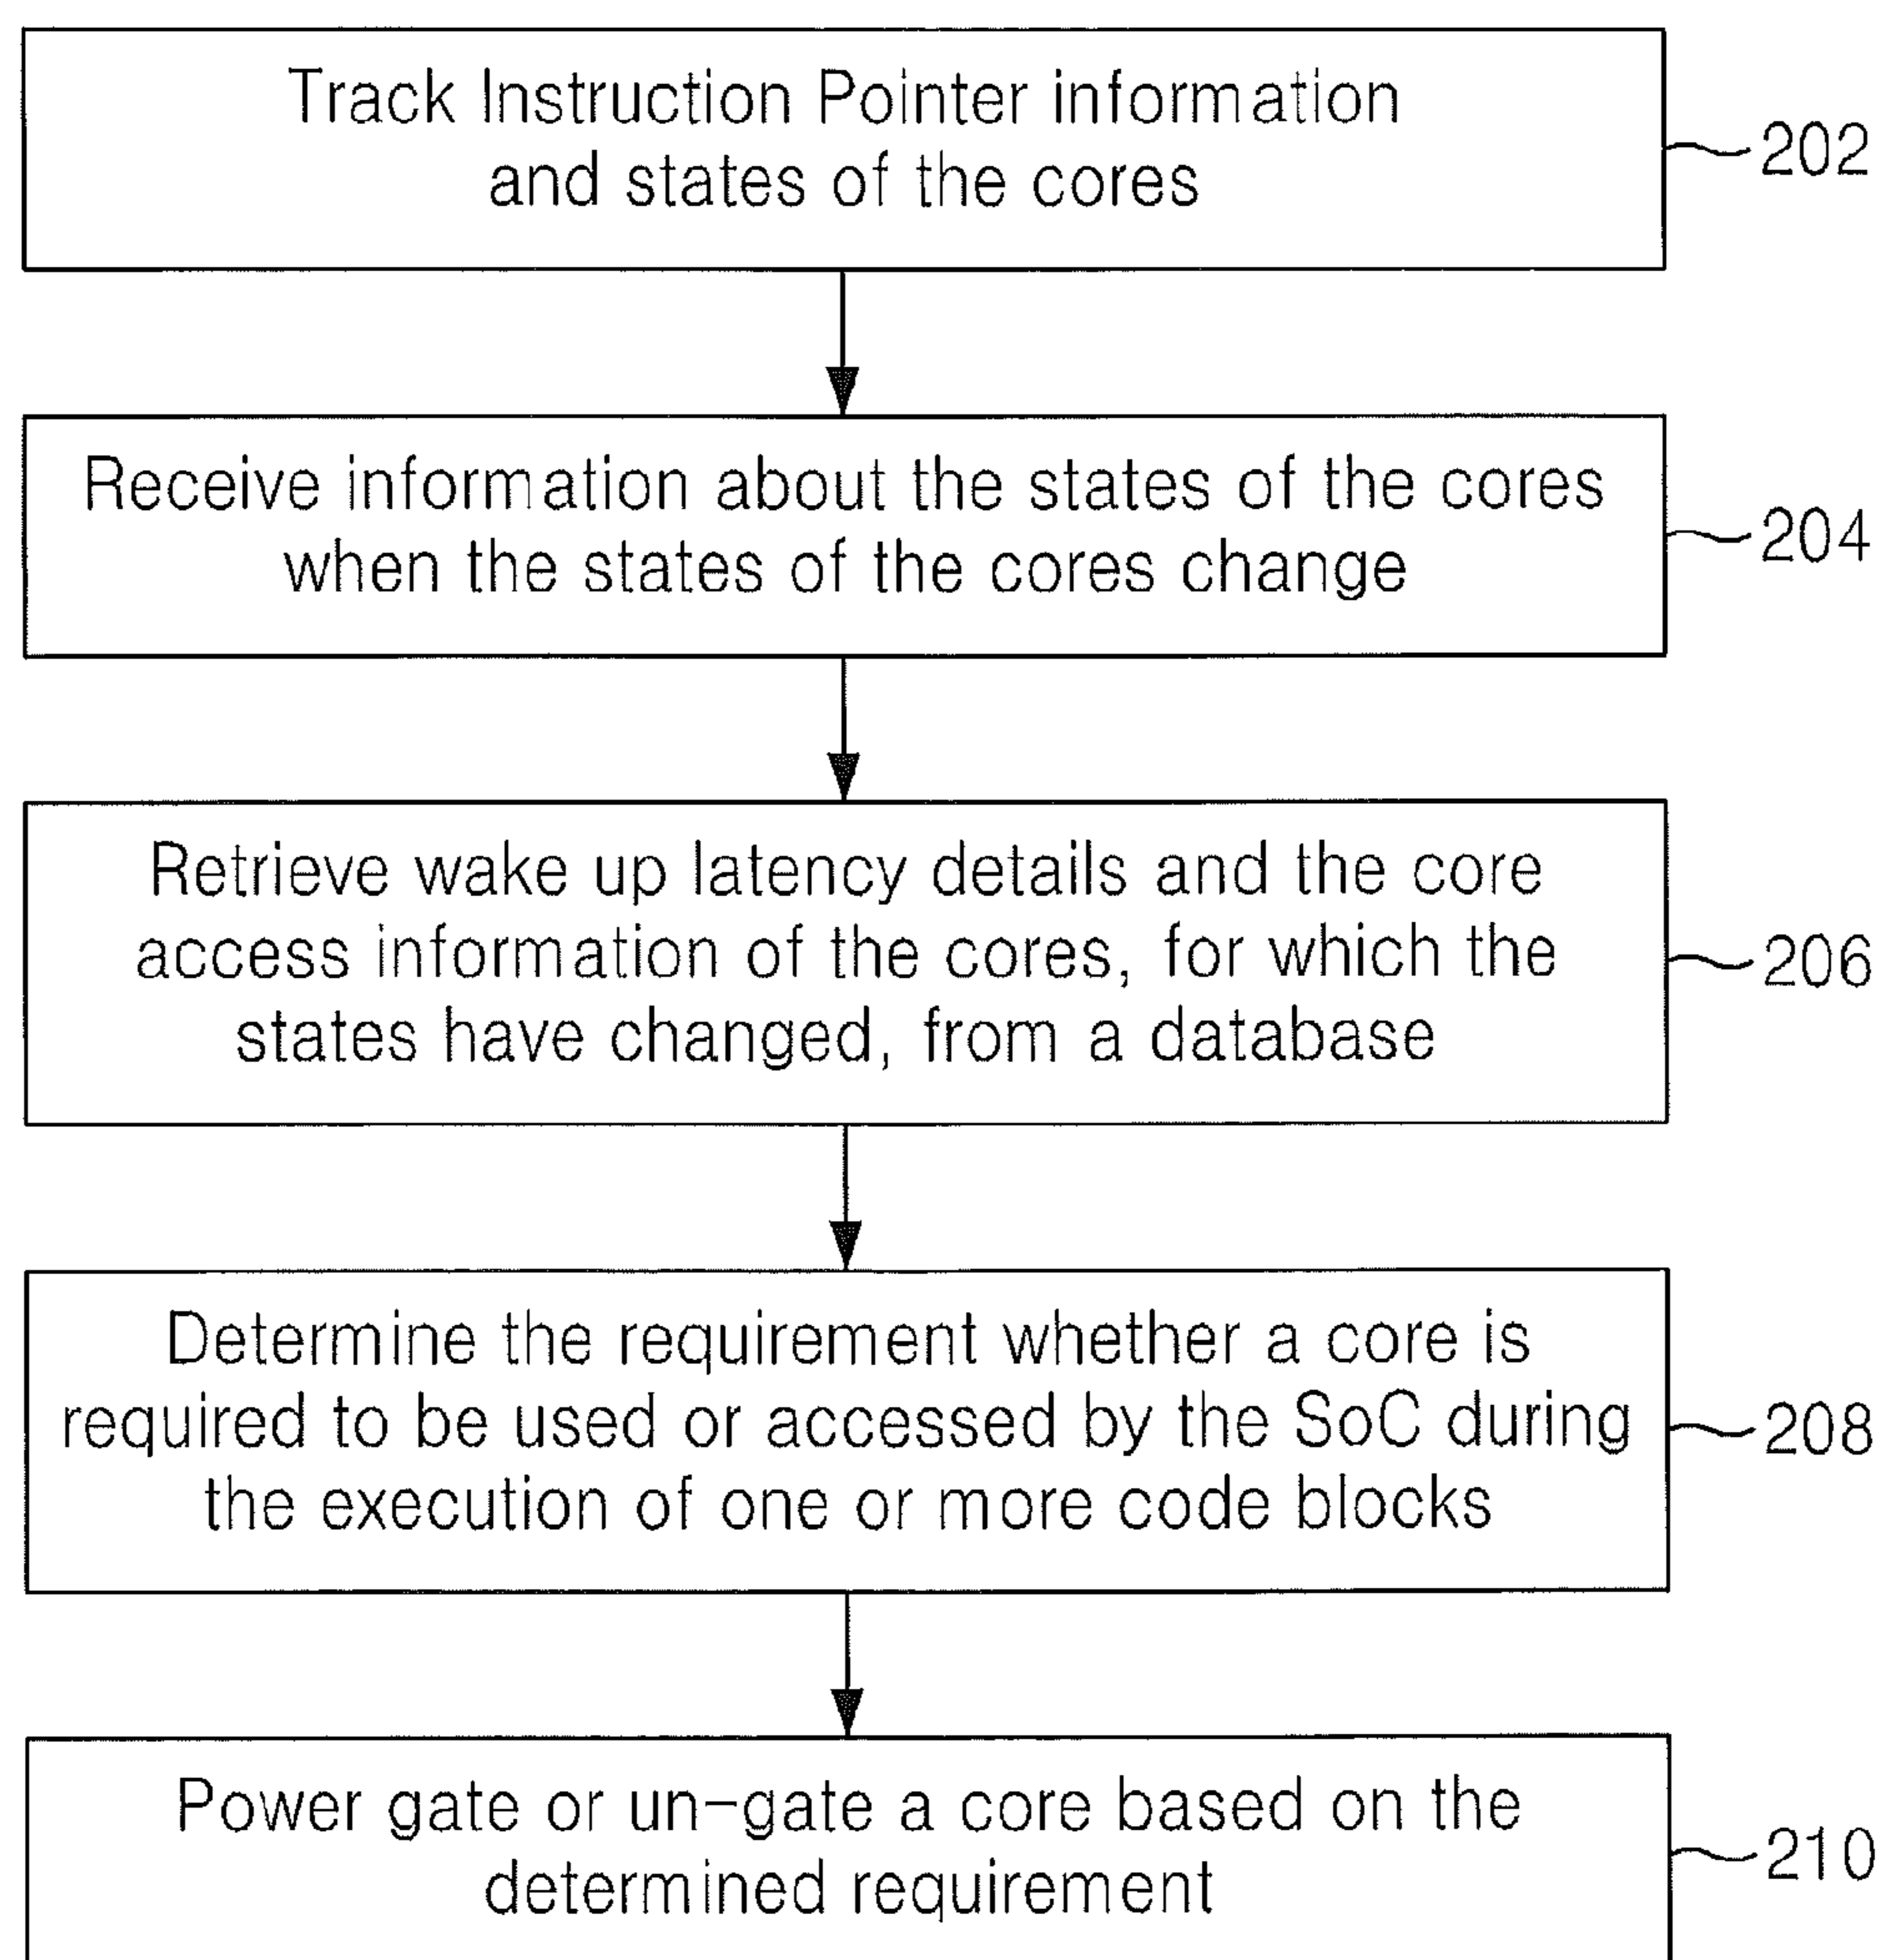 Track Instruction Pointer information
and states of the cores
202
Receive information about the states of the cores
when the states of the cores change
204
Retrieve wake up latency details and the core
access information of the cores, for which the
states have changed, from a database
206
Determine the requirement whether a core is
required to be used or accessed by the SoC during
the execution of one or more code blocks
208
Power gate or un-gate a core based on the
determined requirement
210